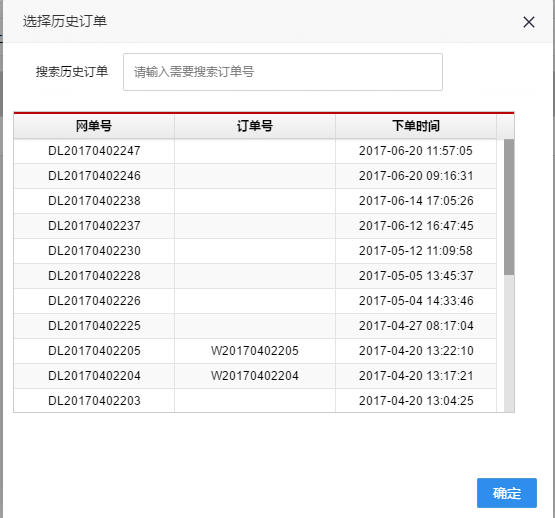 选择历史订单
搜索历史订单 请输入需要搜索订单号
网单号 订单号 下单时间
DL20170402247 2017-06-20 11:57:05
DL20170402246 2017-06-20 09:16:31
DL20170402238 2017-06-14 17:05:26
DL20170402237 2017-06-12 16:47:45
DL20170402230 2017-05-12 11:09:58
DL20170402228 2017-05-05 13:45:37
DL20170402226 2017-05-04 14:33:46
DL20170402225 2017-04-27 08:17:04
DL20170402205 W20170402205 2017-04-20 13:22:10
DL20170402204 W20170402204 2017-04-20 13:17:21
DL20170402203 2017-04-20 13:04:25
确定